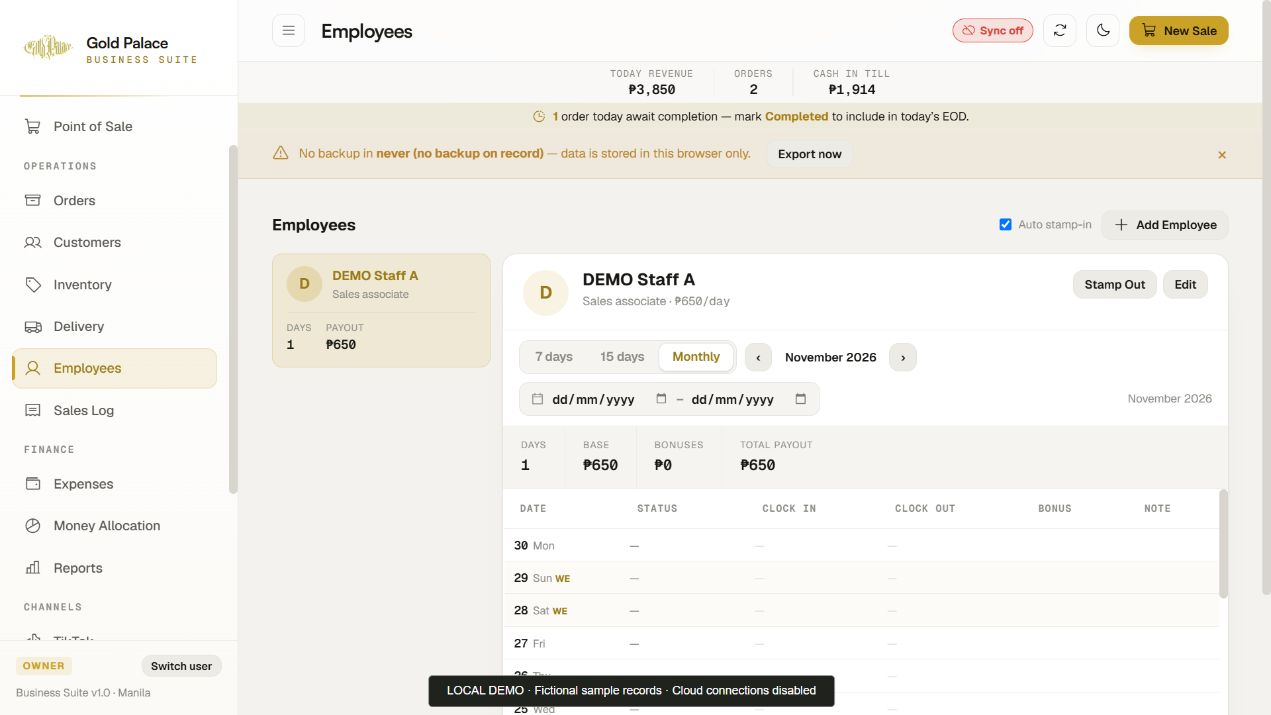 Gold Palace
BUSINESS SUITE
Point of Sale
OPERATIONS
Orders
Customers
Inventory
Delivery
Employees
Sales Log
FINANCE
Expenses
Money Allocation
Reports
CHANNELS
TikTok
OWNER
Switch user
Business Suite v1.0 · Manila
Employees
Sync off
New Sale
TODAY REVENUE
₱3,850
ORDERS
2
CASH IN TILL
₱1,914
1 order today await completion — mark Completed to include in today's EOD.
No backup in never (no backup on record) — data is stored in this browser only.
Export now
×
Employees
Auto stamp-in
Add Employee
D
DEMO Staff A
Sales associate
DAYS PAYOUT
1 ₱650
D
DEMO Staff A
Sales associate · ₱650/day
Stamp Out
Edit
7 days
15 days
Monthly
‹
November 2026
›
dd/mm/yyyy – dd/mm/yyyy
November 2026
DAYS BASE BONUSES TOTAL PAYOUT
1 ₱650 ₱0 ₱650
DATE STATUS CLOCK IN CLOCK OUT BONUS NOTE
30 Mon — — —
29 Sun WE — — —
28 Sat WE — — —
27 Fri — — —
26 Thu —
25 Wed
LOCAL DEMO · Fictional sample records · Cloud connections disabled